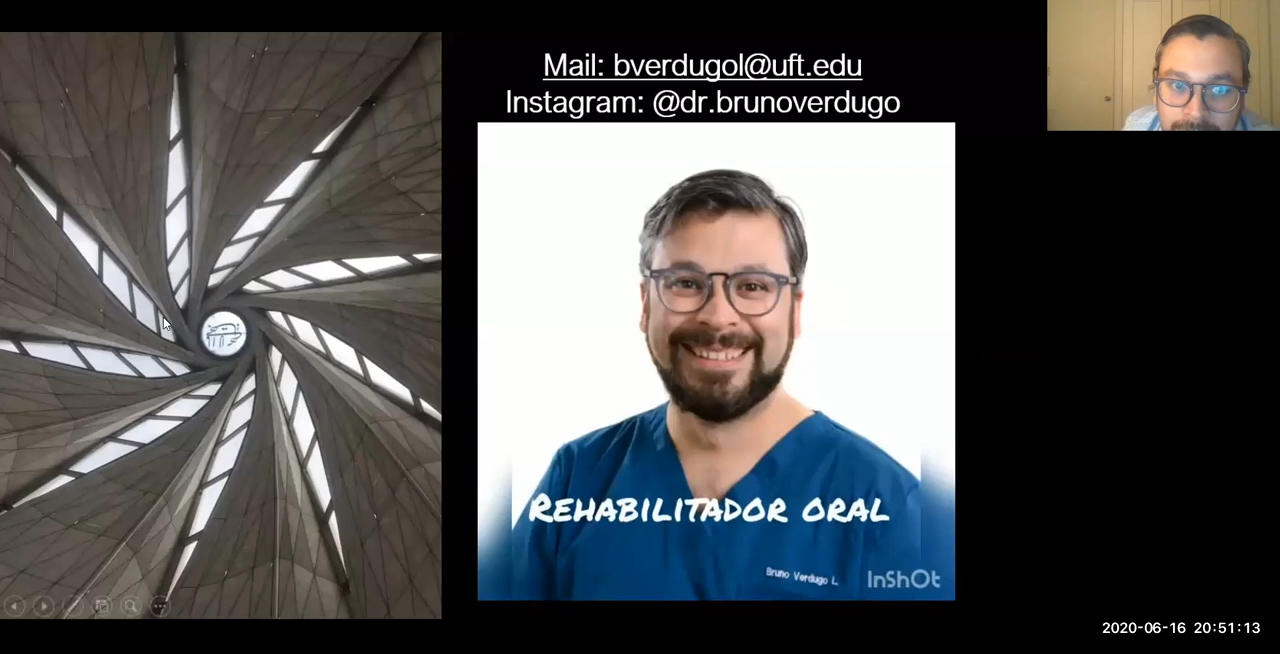 Mail: bverdugol@uft.edu
Instagram: @dr.brunoverdugo
REHABILITADOR ORAL
Bruno Verdugo L.
InShOt
2020-06-16 20:51:13